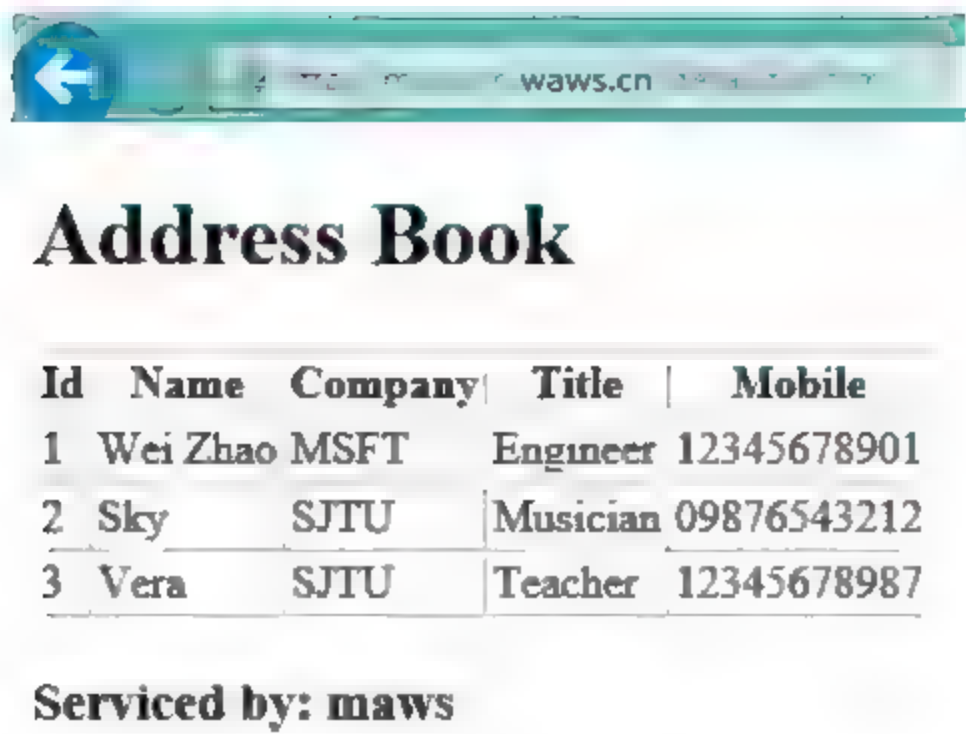 waws.cn
Address Book
Id Name Company Title Mobile
1 Wei Zhao MSFT Engineer 12345678901
2 Sky SJTU Musician 09876543212
3 Vera SJTU Teacher 12345678987
Serviced by: maws